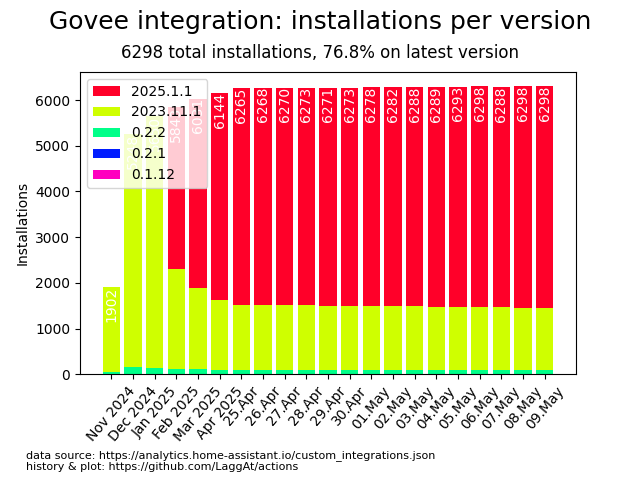 Govee integration: installations per version
6298 total installations, 76.8% on latest version
2025.1.1
2023.11.1
0.2.2
0.2.1
0.1.12
Installations
6000
5000
4000
3000
2000
1000
0
1902
6144
6265
6268
6270
6273
6271
6273
6278
6282
6288
6289
6293
6298
6288
6298
6298
Nov 2024
Dec 2024
Jan 2025
Feb 2025
Mar 2025
Apr 2025
25.Apr
26.Apr
27.Apr
28.Apr
29.Apr
30.Apr
01.May
02.May
03.May
04.May
05.May
06.May
07.May
08.May
09.May
data source: https://analytics.home-assistant.io/custom_integrations.json
history & plot: https://github.com/LaggAt/actions